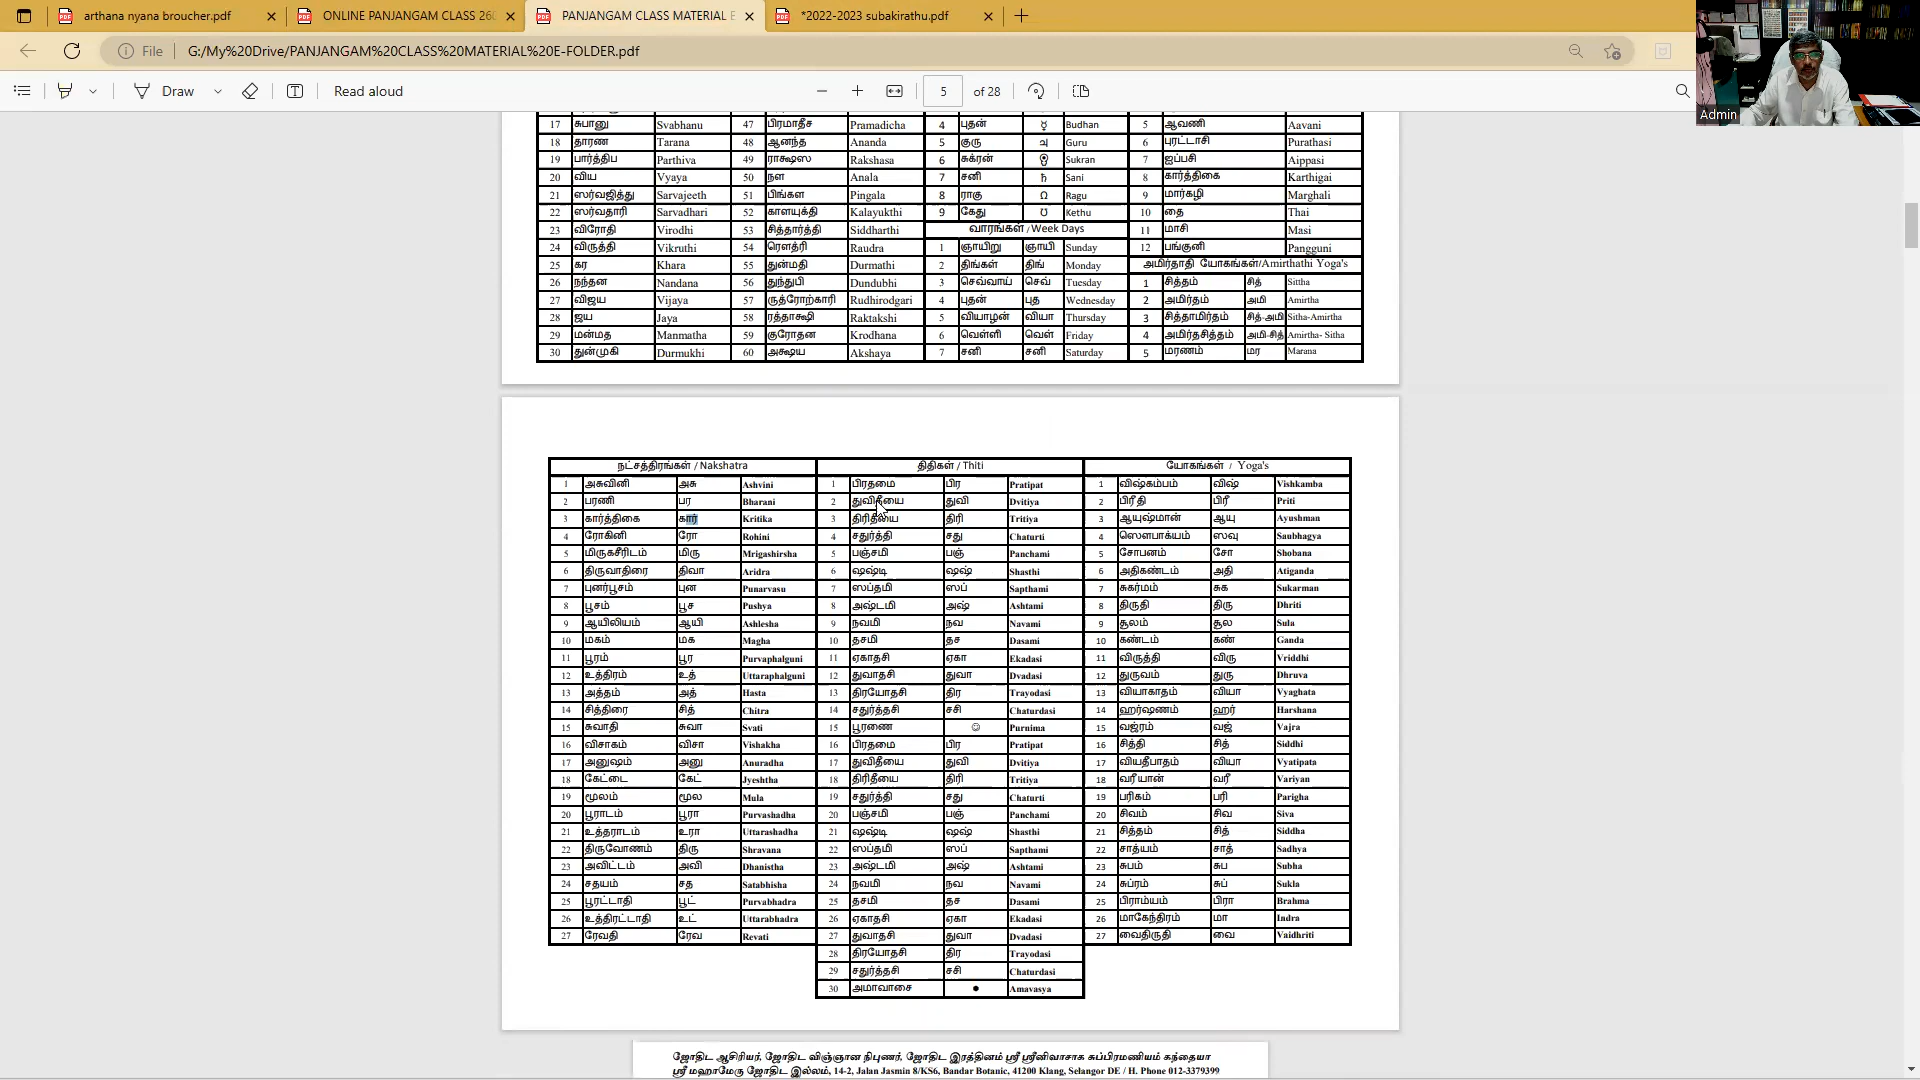 arthana nyana broucher.pdf
ONLINE PANJANGAM CLASS 260
PANJANGAM CLASS MATERIAL E
*2022-2023 subakirathu.pdf
File G:/My%20Drive/PANJANGAM%20CLASS%20MATERIAL%20E-FOLDER.pdf
Draw Read aloud 5 of 28
Admin
17 சுபானு Svabhanu 47 பிரமாதீச Pramadicha 4 புதன் ☿ Budhan 5 ஆவணி Aavani
18 தாரண Tarana 48 ஆனந்த Ananda 5 குரு ♃ Guru 6 புரட்டாசி Purathasi
19 பார்த்திப Parthiva 49 ராக்ஷஸ Rakshasa 6 சுக்ரன் Sukran 7 ஐப்பசி Aippasi
20 விய Vyaya 50 நள Anala 7 சனி ♄ Sani 8 கார்த்திகை Karthigai
21 ஸர்வஜித்து Sarvajeeth 51 பிங்கள Pingala 8 ராகு ☊ Ragu 9 மார்கழி Marghali
22 ஸர்வதாரி Sarvadhari 52 காளயுக்தி Kalayukthi 9 கேது ☋ Kethu 10 தை Thai
23 விரோதி Virodhi 53 சித்தார்த்தி Siddharthi வாரங்கள் / Week Days 11 மாசி Masi
24 விருத்தி Vikruthi 54 ரௌத்ரி Raudra 1 ஞாயிறு ஞாயி Sunday 12 பங்குனி Pangguni
25 கர Khara 55 துன்மதி Durmathi 2 திங்கள் திங் Monday அமிர்தாதி யோகங்கள்/Amirthathi Yoga's
26 நந்தன Nandana 56 துந்துபி Dundubhi 3 செவ்வாய் செவ் Tuesday 1 சித்தம் சித் Sittha
27 விஜய Vijaya 57 ருத்ரோற்காரி Rudhirodgari 4 புதன் புத Wednesday 2 அமிர்தம் அமி Amirtha
28 ஜய Jaya 58 ரத்தாக்ஷி Raktakshi 5 வியாழன் வியா Thursday 3 சித்தாமிர்தம் சித்-அமி Sitha-Amirtha
29 மன்மத Manmatha 59 குரோதன Krodhana 6 வெள்ளி வெள் Friday 4 அமிர்தசித்தம் அமி-சித் Amirtha- Sitha
30 துன்முகி Durmukhi 60 அக்ஷய Akshaya 7 சனி சனி Saturday 5 மரணம் மர Marana
நட்சத்திரங்கள் / Nakshatra திதிகள் / Thiti யோகங்கள் / Yoga's
1 அசுவினி அசு Ashvini 1 பிரதமை பிர Pratipat 1 விஷ்கம்பம் விஷ் Vishkamba
2 பரணி பர Bharani 2 துவிதீயை துவி Dvitiya 2 பிரீதி பிரீ Priti
3 கார்த்திகை கார் Kritika 3 திரிதீயை திரி Tritiya 3 ஆயுஷ்மான் ஆயு Ayushman
4 ரோகினி ரோ Rohini 4 சதுர்த்தி சது Chaturti 4 ஸௌபாக்யம் ஸவு Saubhagya
5 மிருகசீரிடம் மிரு Mrigashirsha 5 பஞ்சமி பஞ் Panchami 5 சோபனம் சோ Shobana
6 திருவாதிரை திவா Aridra 6 ஷஷ்டி ஷஷ் Shasthi 6 அதிகண்டம் அதி Atiganda
7 புனர்பூசம் புன Punarvasu 7 ஸப்தமி ஸப் Sapthami 7 சுகர்மம் சுக Sukarman
8 பூசம் பூச Pushya 8 அஷ்டமி அஷ் Ashtami 8 திருதி திரு Dhriti
9 ஆயிலியம் ஆயி Ashlesha 9 நவமி நவ Navami 9 சூலம் சூல Sula
10 மகம் மக Magha 10 தசமி தச Dasami 10 கண்டம் கண் Ganda
11 பூரம் பூர Purvaphalguni 11 ஏகாதசி ஏகா Ekadasi 11 விருத்தி விரு Vriddhi
12 உத்திரம் உத் Uttaraphalguni 12 துவாதசி துவா Dvadasi 12 துருவம் துரு Dhruva
13 அத்தம் அத் Hasta 13 திரயோதசி திர Trayodasi 13 வியாகாதம் வியா Vyaghata
14 சித்திரை சித் Chitra 14 சதுர்த்தசி சசி Chaturdasi 14 ஹர்ஷணம் ஹர் Harshana
15 சுவாதி சுவா Svati 15 பூரணை ☺ Purnima 15 வஜ்ரம் வஜ் Vajra
16 விசாகம் விசா Vishakha 16 பிரதமை பிர Pratipat 16 சித்தி சித் Siddhi
17 அனுஷம் அனு Anuradha 17 துவிதீயை துவி Dvitiya 17 வியதீபாதம் வியா Vyatipata
18 கேட்டை கேட் Jyeshtha 18 திரிதீயை திரி Tritiya 18 வரீயான் வரீ Variyan
19 மூலம் மூல Mula 19 சதுர்த்தி சது Chaturti 19 பரிகம் பரி Parigha
20 பூராடம் பூரா Purvashadha 20 பஞ்சமி பஞ் Panchami 20 சிவம் சிவ Siva
21 உத்தராடம் உரா Uttarashadha 21 ஷஷ்டி ஷஷ் Shasthi 21 சித்தம் சித் Siddha
22 திருவோணம் திரு Shravana 22 ஸப்தமி ஸப் Sapthami 22 சாத்யம் சாத் Sadhya
23 அவிட்டம் அவி Dhanistha 23 அஷ்டமி அஷ் Ashtami 23 சுபம் சுப Subha
24 சதயம் சத Satabhisha 24 நவமி நவ Navami 24 சுப்ரம் சுப் Sukla
25 பூரட்டாதி பூட் Purvabhadra 25 தசமி தச Dasami 25 பிராம்யம் பிரா Brahma
26 உத்திரட்டாதி உட் Uttarabhadra 26 ஏகாதசி ஏகா Ekadasi 26 மாகேந்திரம் மா Indra
27 ரேவதி ரேவ Revati 27 துவாதசி துவா Dvadasi 27 வைதிருதி வை Vaidhriti
28 திரயோதசி திர Trayodasi
29 சதுர்த்தசி சசி Chaturdasi
30 அமாவாசை ● Amavasya
ஜோதிட ஆசிரியர், ஜோதிட விஞ்ஞான நிபுணர், ஜோதிட இரத்தினம் ஸ்ரீ ஸ்ரீனிவாசாக சுப்பிரமணியம் கந்தையா
ஸ்ரீ மஹாமேரு ஜோதிட இல்லம், 14-2, Jalan Jasmin 8/KS6, Bandar Botanic, 41200 Klang, Selangor DE / H. Phone 012-3379399